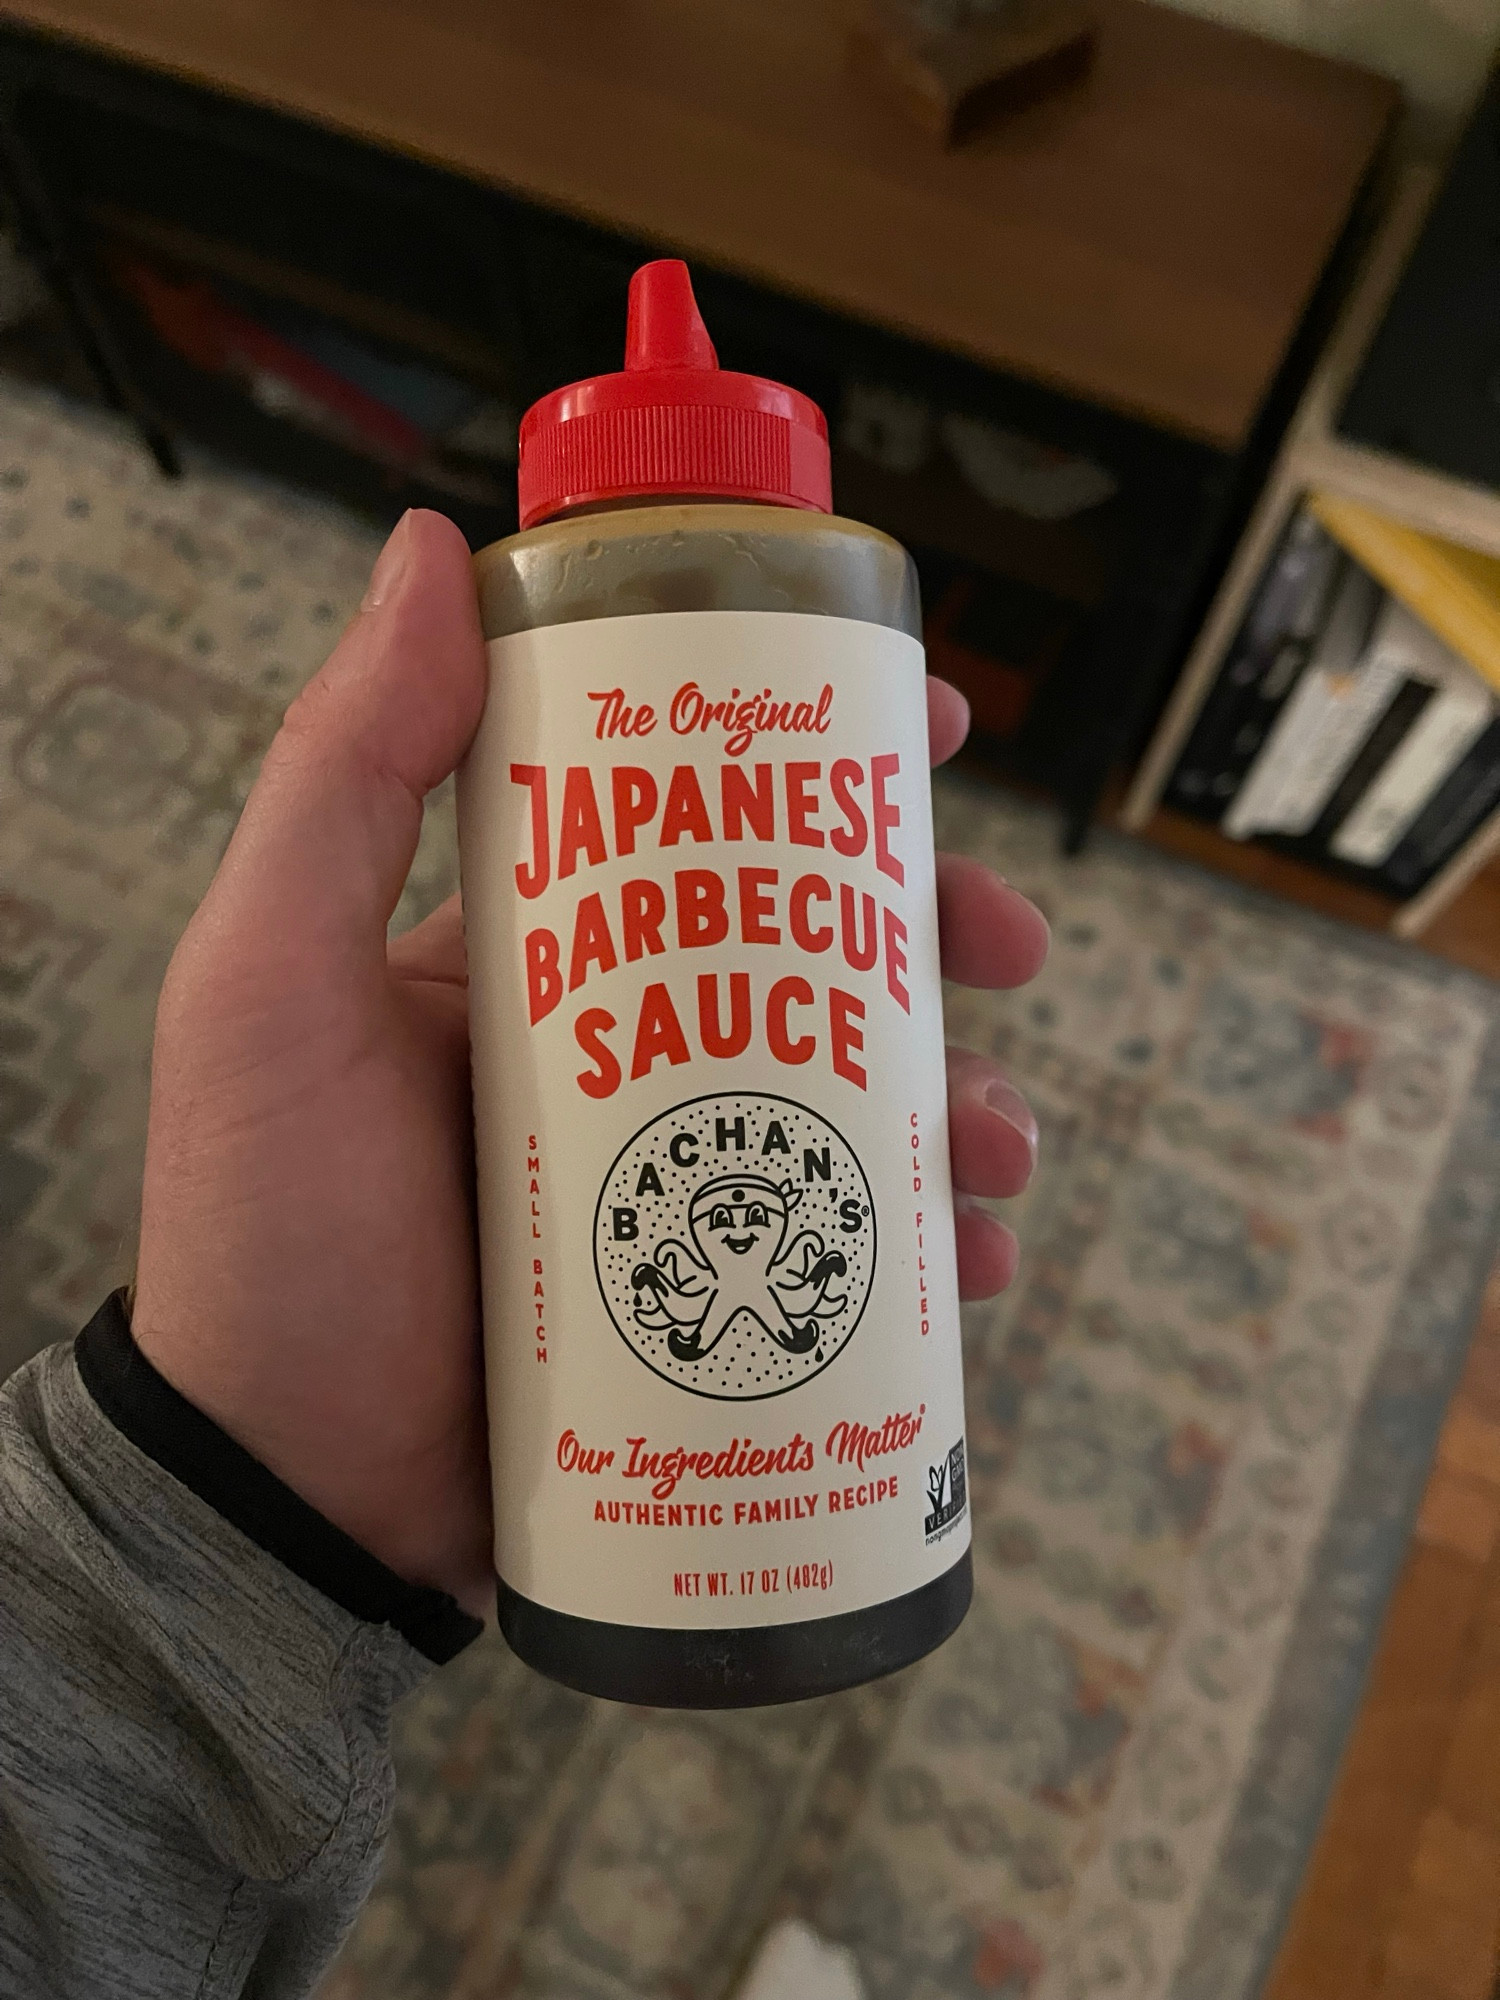 The Original
JAPANESE
BARBECUE
SAUCE
BACHAN'S®
SMALL BATCH
COLD FILLED
Our Ingredients Matter®
AUTHENTIC FAMILY RECIPE
NET WT. 17 OZ (482g)